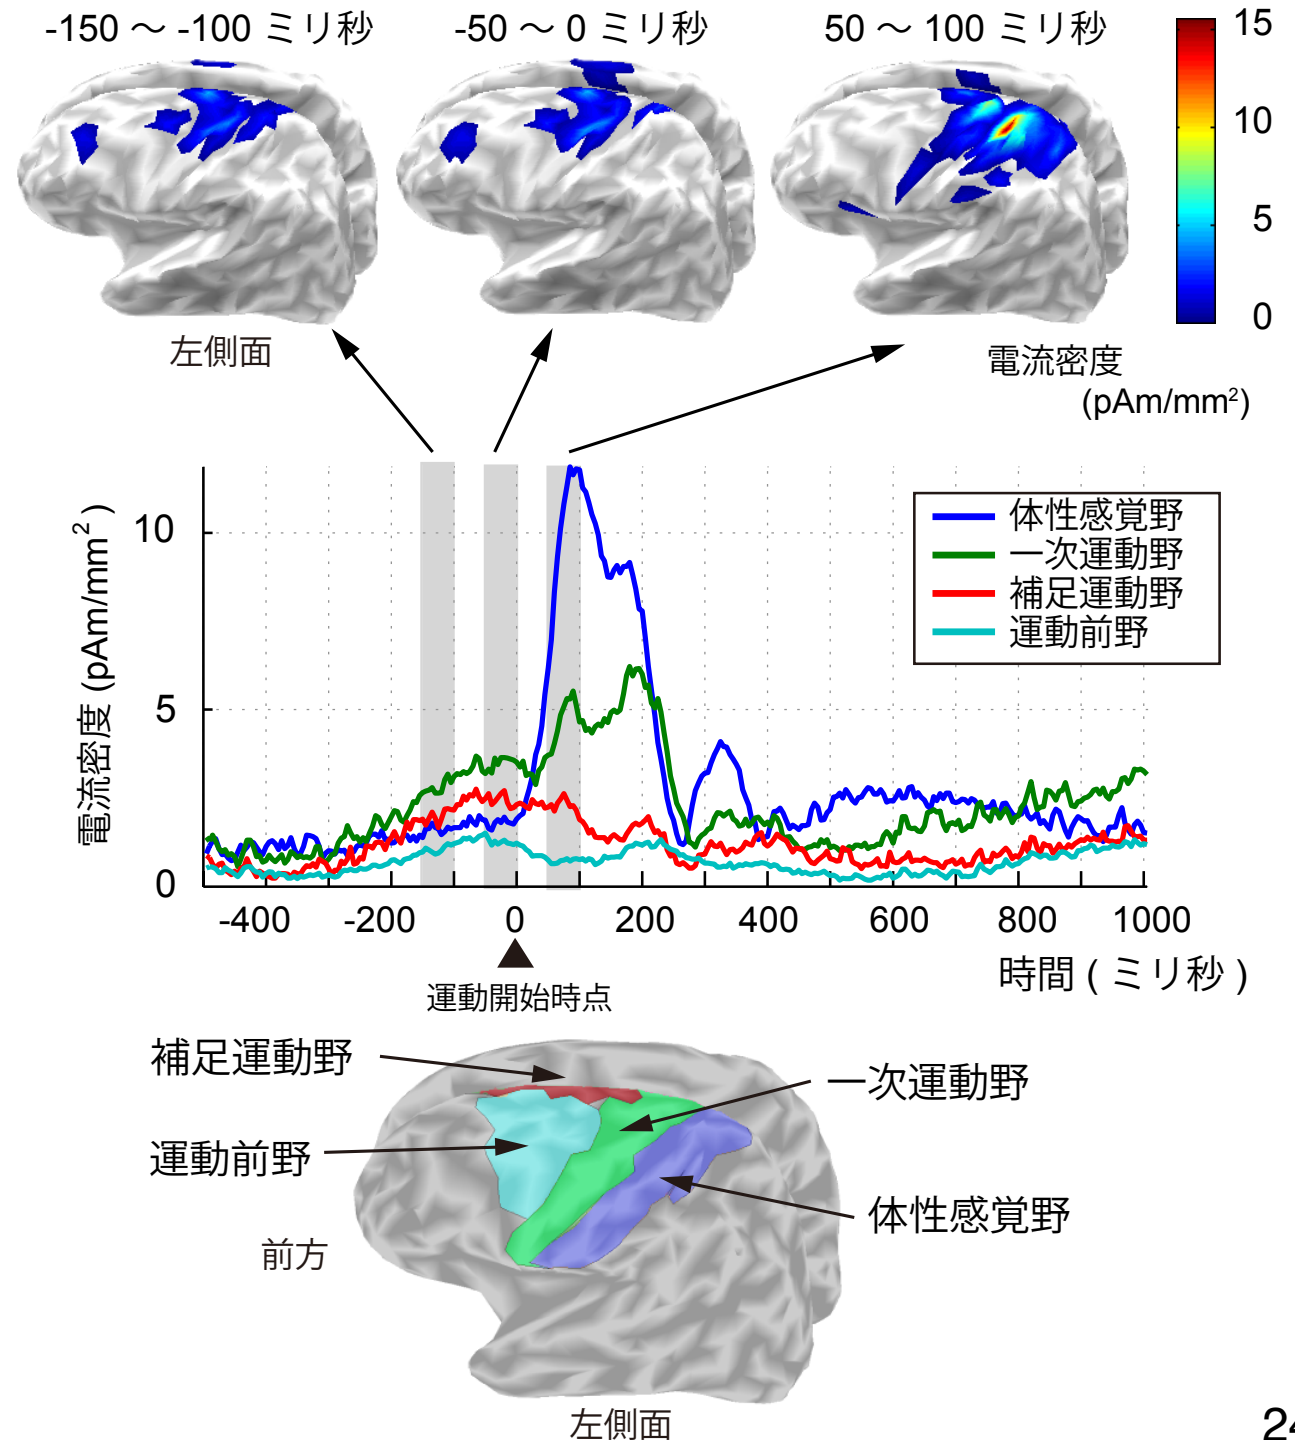 -150 ～ -100 ミリ秒
-50 ～ 0 ミリ秒
50 ～ 100 ミリ秒
15
10
5
0
左側面
電流密度
(pAm/mm²)
電流密度 (pAm/mm²)
10
5
0
体性感覚野
一次運動野
補足運動野
運動前野
-400
-200
0
200
400
600
800
1000
時間 ( ミリ秒 )
運動開始時点
補足運動野
一次運動野
運動前野
体性感覚野
前方
左側面